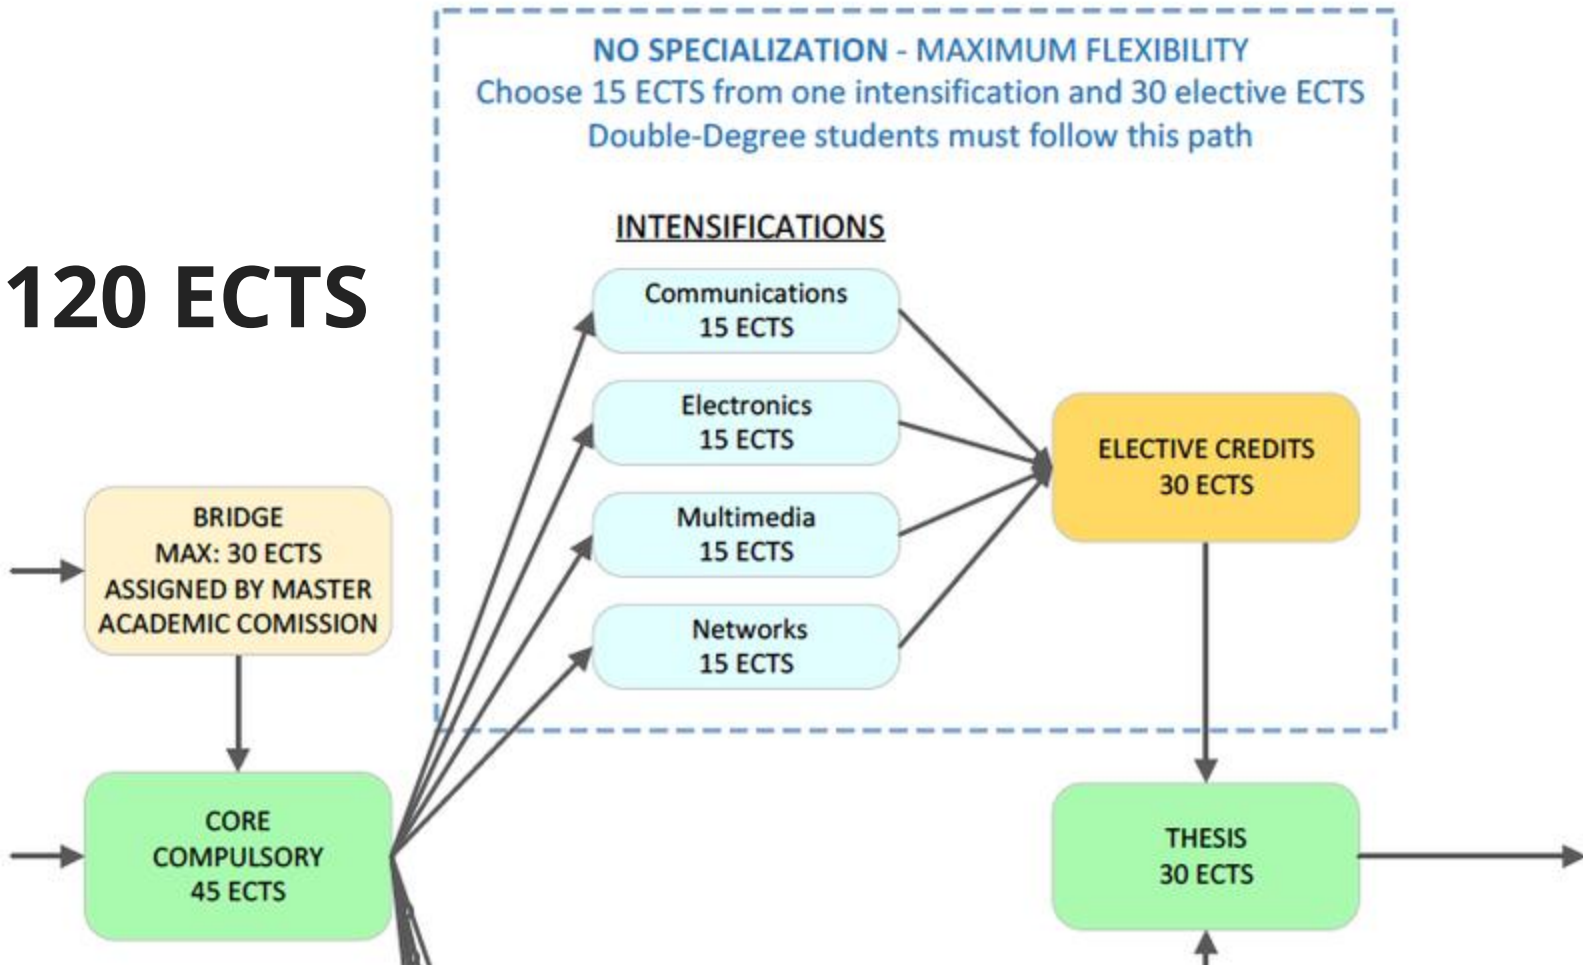 NO SPECIALIZATION - MAXIMUM FLEXIBILITY
Choose 15 ECTS from one intensification and 30 elective ECTS
Double-Degree students must follow this path
INTENSIFICATIONS
120 ECTS
Communications
15 ECTS
Electronics
15 ECTS
Multimedia
15 ECTS
Networks
15 ECTS
ELECTIVE CREDITS
30 ECTS
BRIDGE
MAX: 30 ECTS
ASSIGNED BY MASTER
ACADEMIC COMISSION
CORE
COMPULSORY
45 ECTS
THESIS
30 ECTS